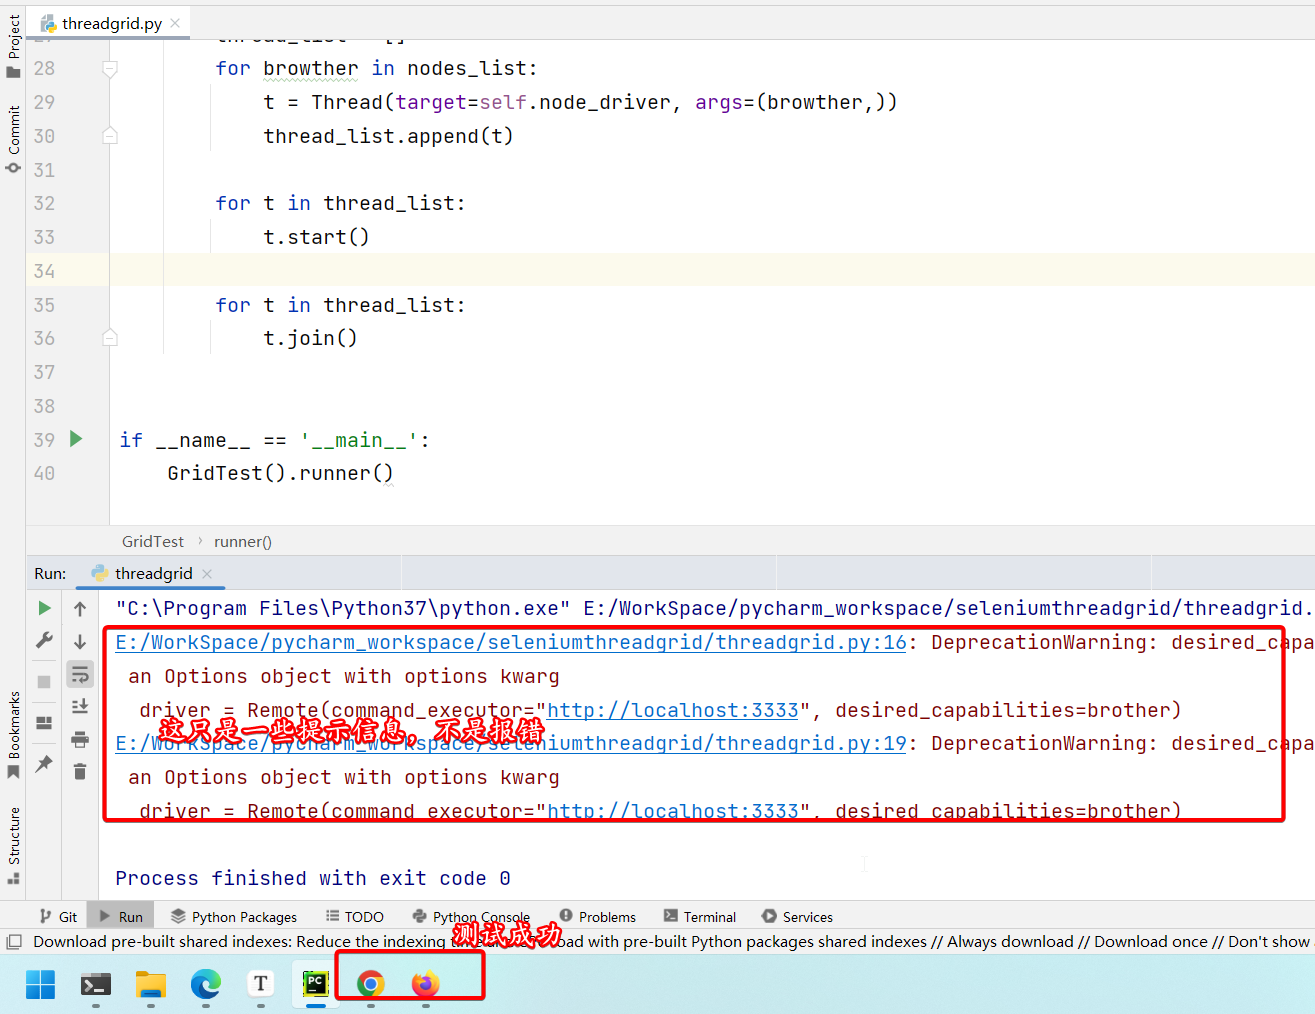 threadgrid.py
Project
Commit
Bookmarks
Structure
28 for browther in nodes_list:
29 t = Thread(target=self.node_driver, args=(browther,))
30 thread_list.append(t)
31
32 for t in thread_list:
33 t.start()
34
35 for t in thread_list:
36 t.join()
37
38
39 if __name__ == '__main__':
40 GridTest().runner()
GridTest › runner()
Run: threadgrid
"C:\Program Files\Python37\python.exe" E:/WorkSpace/pycharm_workspace/seleniumthreadgrid/threadgrid.
E:/WorkSpace/pycharm_workspace/seleniumthreadgrid/threadgrid.py:16: DeprecationWarning: desired_capa
an Options object with options kwarg
driver = Remote(command_executor="http://localhost:3333", desired_capabilities=brother)
这只是一些提示信息，不是报错
E:/WorkSpace/pycharm_workspace/seleniumthreadgrid/threadgrid.py:19: DeprecationWarning: desired_capa
an Options object with options kwarg
driver = Remote(command_executor="http://localhost:3333", desired_capabilities=brother)
Process finished with exit code 0
Git Run Python Packages TODO Python Console Problems Terminal Services
测试成功
Download pre-built shared indexes: Reduce the indexing load with pre-built Python packages shared indexes // Always download // Download once // Don't show
T
PC